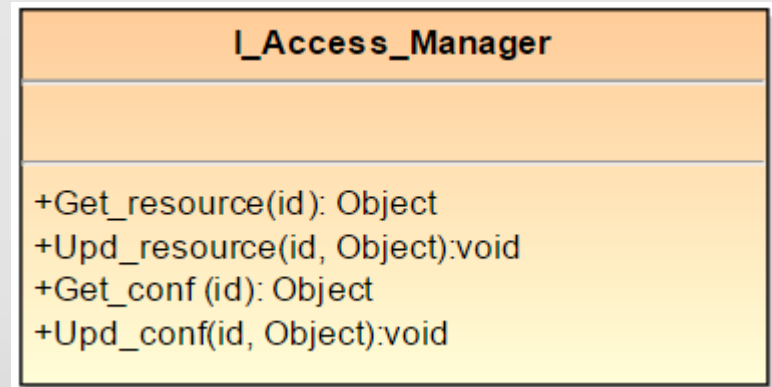 I_Access_Manager
+Get_resource(id): Object
+Upd_resource(id, Object):void
+Get_conf (id): Object
+Upd_conf(id, Object):void